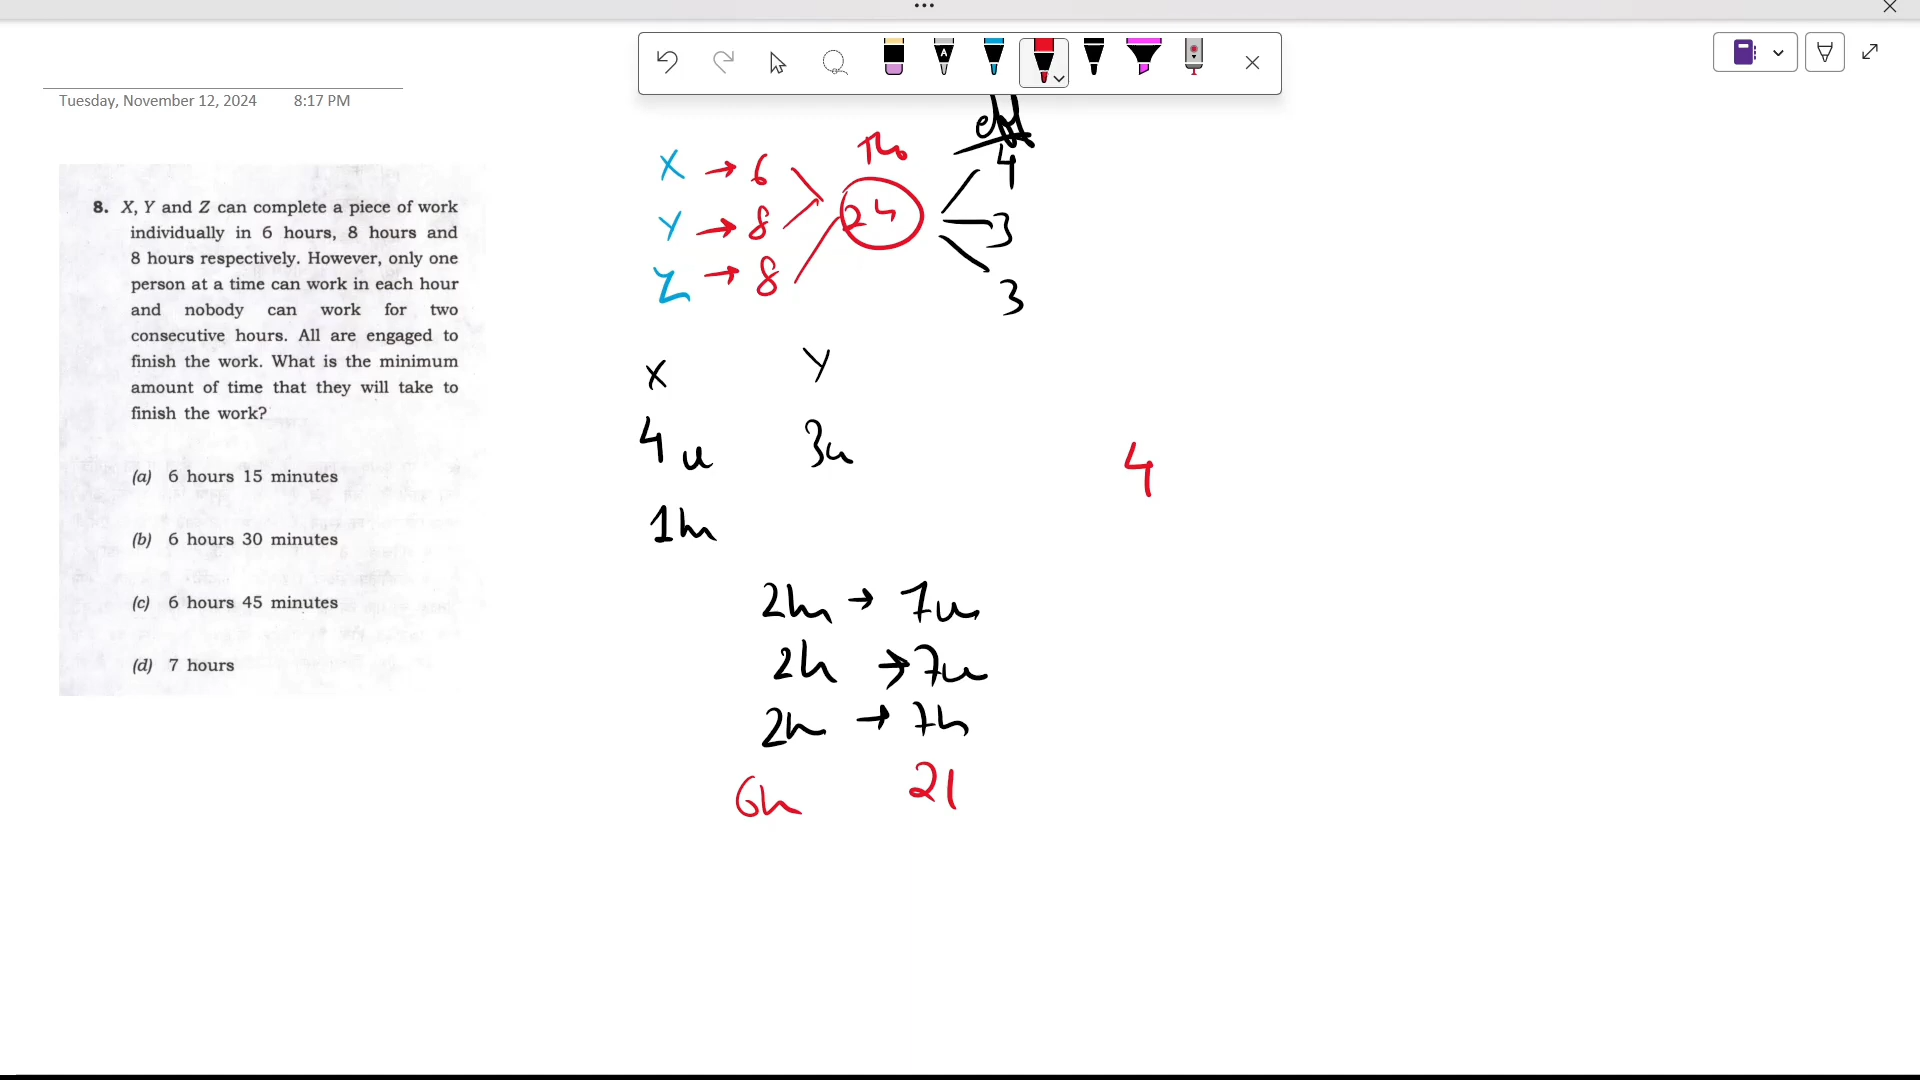 Tuesday, November 12, 2024 8:17 PM
8. X, Y and Z can complete a piece of work
individually in 6 hours, 8 hours and
8 hours respectively. However, only one
person at a time can work in each hour
and nobody can work for two
consecutive hours. All are engaged to
finish the work. What is the minimum
amount of time that they will take to
finish the work?
(a) 6 hours 15 minutes
(b) 6 hours 30 minutes
(c) 6 hours 45 minutes
(d) 7 hours
A
X → 6
Y → 8
Z → 8
24
4
3
3
X Y
4u 3u
1h
2h → 7u
2h → 7u
2h → 7h
6h 21
4